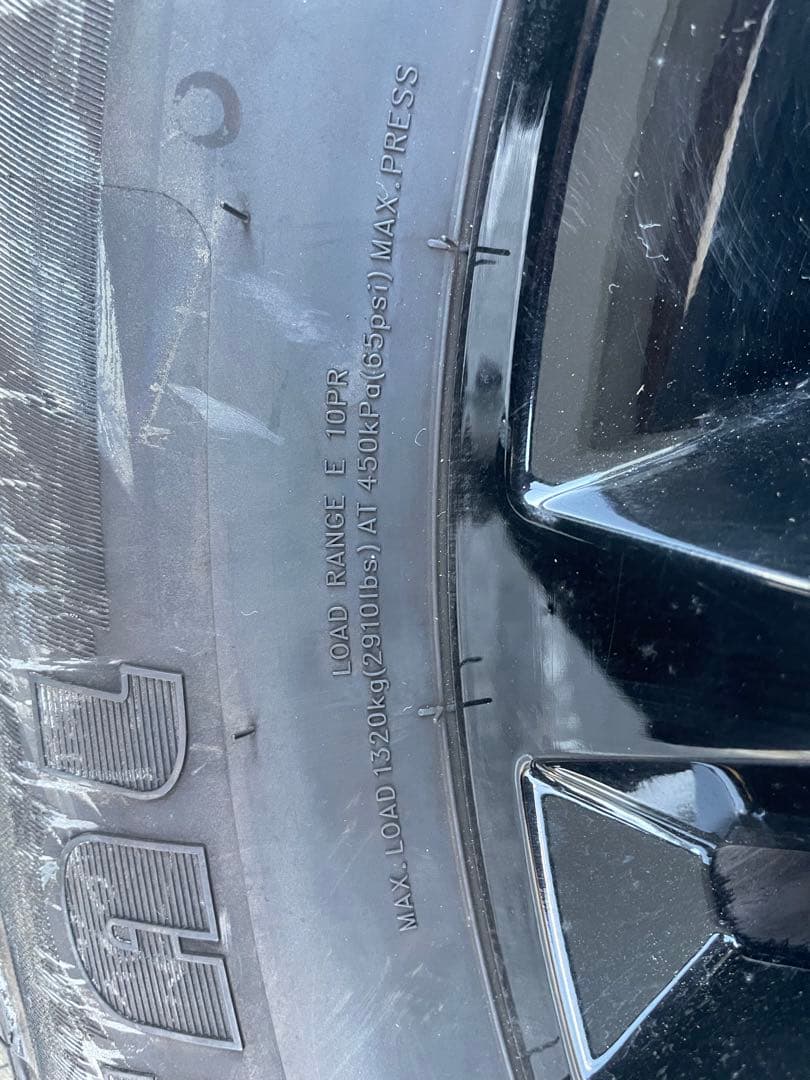 LOAD RANGE E 10PR
MAX. LOAD 1320kg(2910lbs.) AT 450kPa(65psi) MAX. PRESS